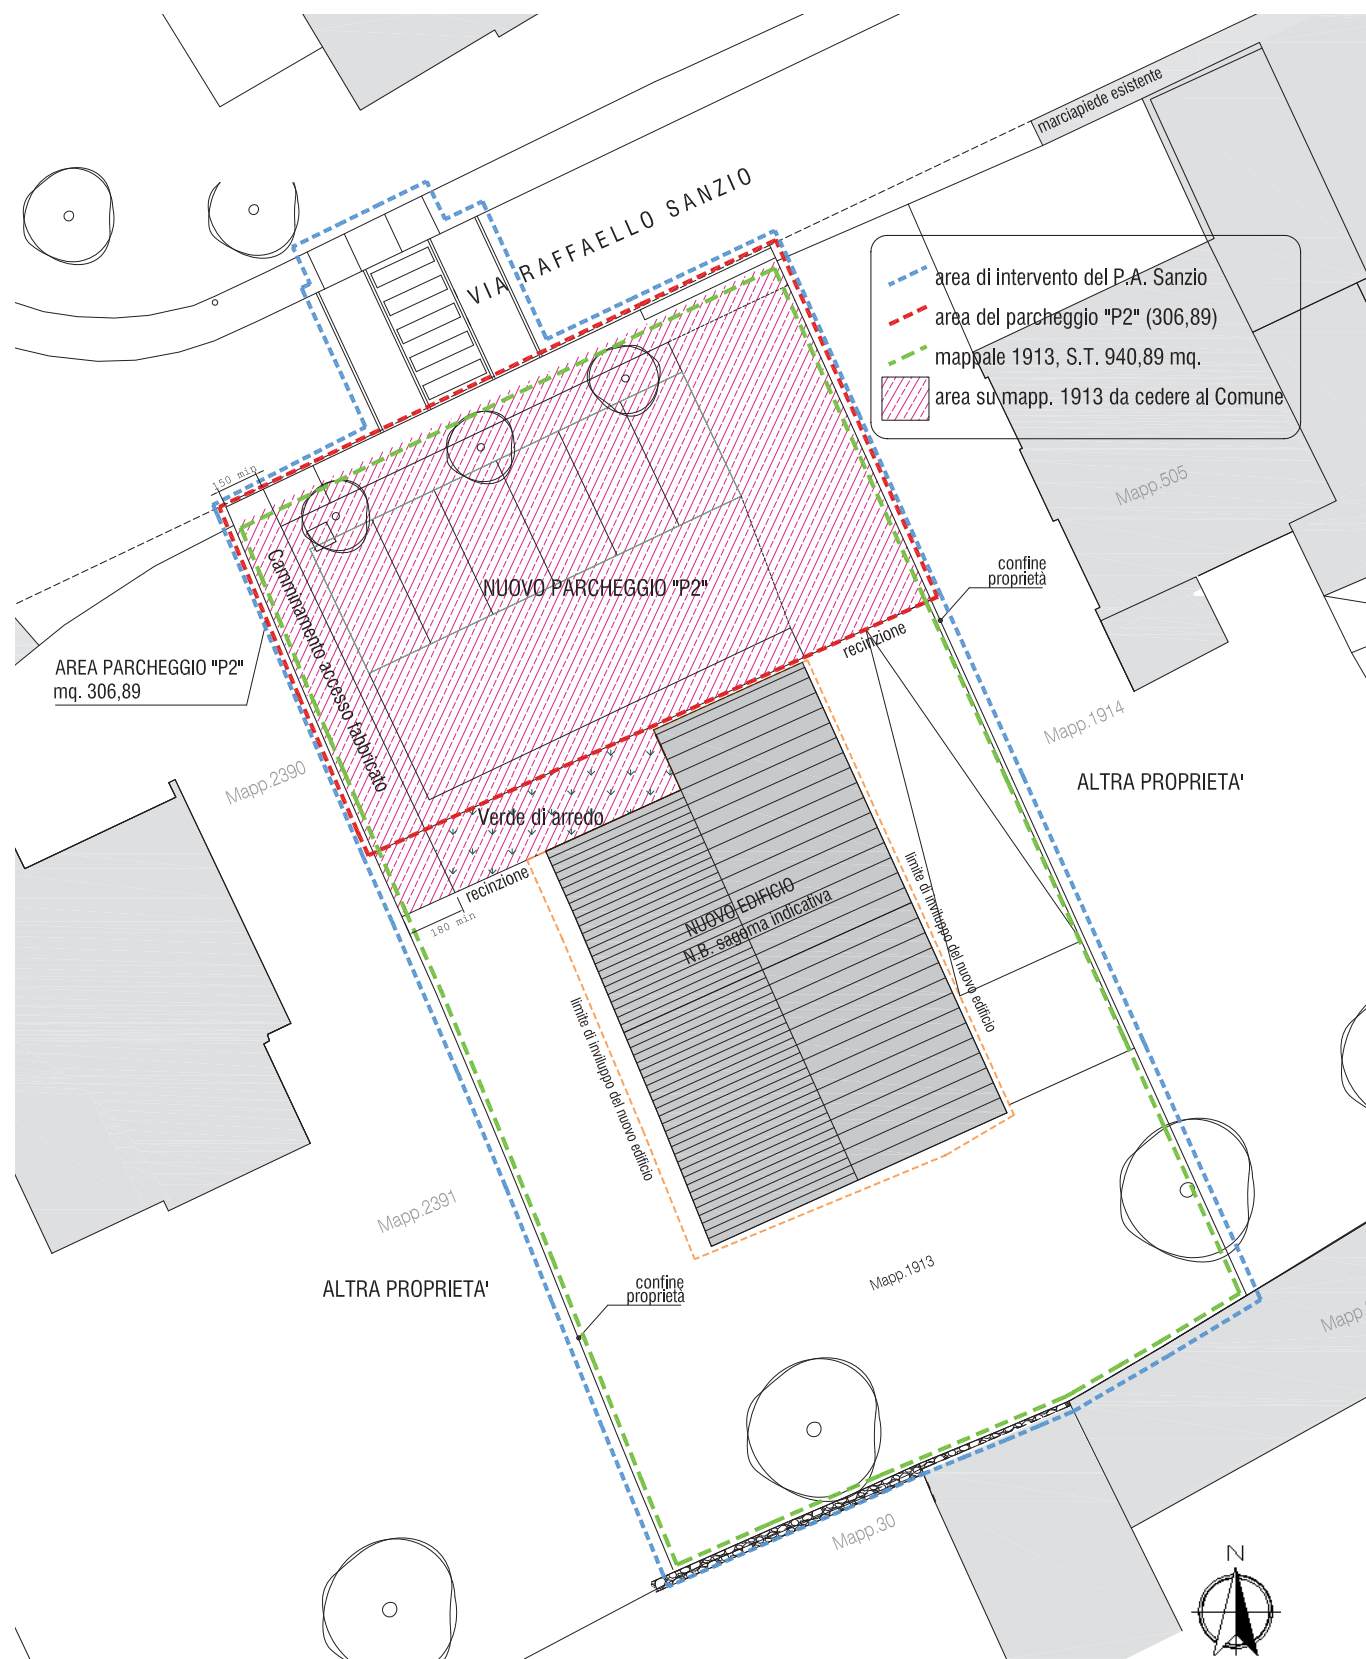 marciapiede esistente
VIA RAFFAELLO SANZIO
area di intervento del P.A. Sanzio
area del parcheggio "P2" (306,89)
mappale 1913, S.T. 940,89 mq.
area su mapp. 1913 da cedere al Comune
150 min
Mapp.505
confine
proprietà
NUOVO PARCHEGGIO "P2"
Camminamento accesso fabbricato
recinzione
AREA PARCHEGGIO "P2"
mq. 306,89
Mapp.1914
Mapp.2390
ALTRA PROPRIETA'
Verde di arredo
recinzione
180 min
NUOVO EDIFICIO
N.B. sagoma indicativa
limite di inviluppo del nuovo edificio
limite di inviluppo del nuovo edificio
Mapp.2391
ALTRA PROPRIETA'
confine
proprietà
Mapp.1913
Mapp.
Mapp.30
N